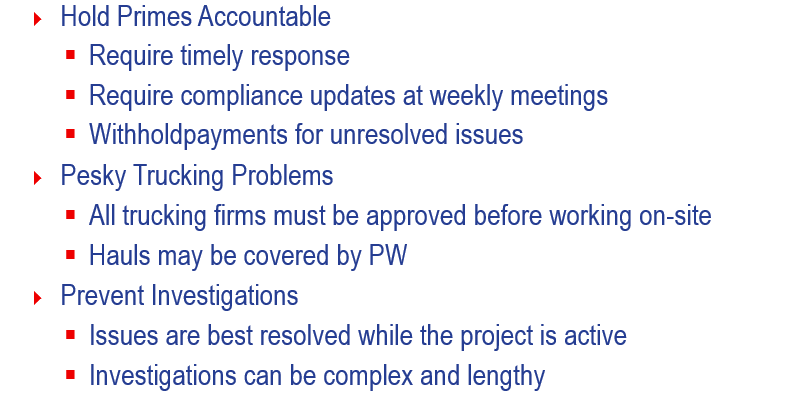 Hold Primes Accountable
Require timely response
Require compliance updates at weekly meetings
Withholdpayments for unresolved issues
Pesky Trucking Problems
All trucking firms must be approved before working on-site
Hauls may be covered by PW
Prevent Investigations
Issues are best resolved while the project is active
Investigations can be complex and lengthy